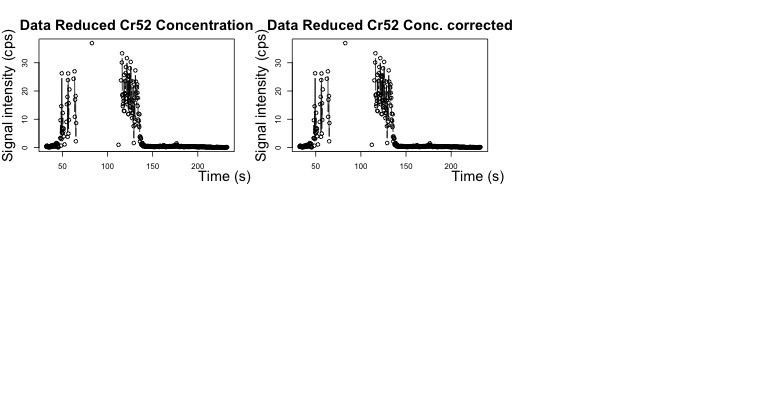 Data Reduced Cr52 Concentration
Signal intensity (cps)
0 10 20 30
50 100 150 200
Time (s)
Data Reduced Cr52 Conc. corrected
Signal intensity (cps)
0 10 20 30
50 100 150 200
Time (s)